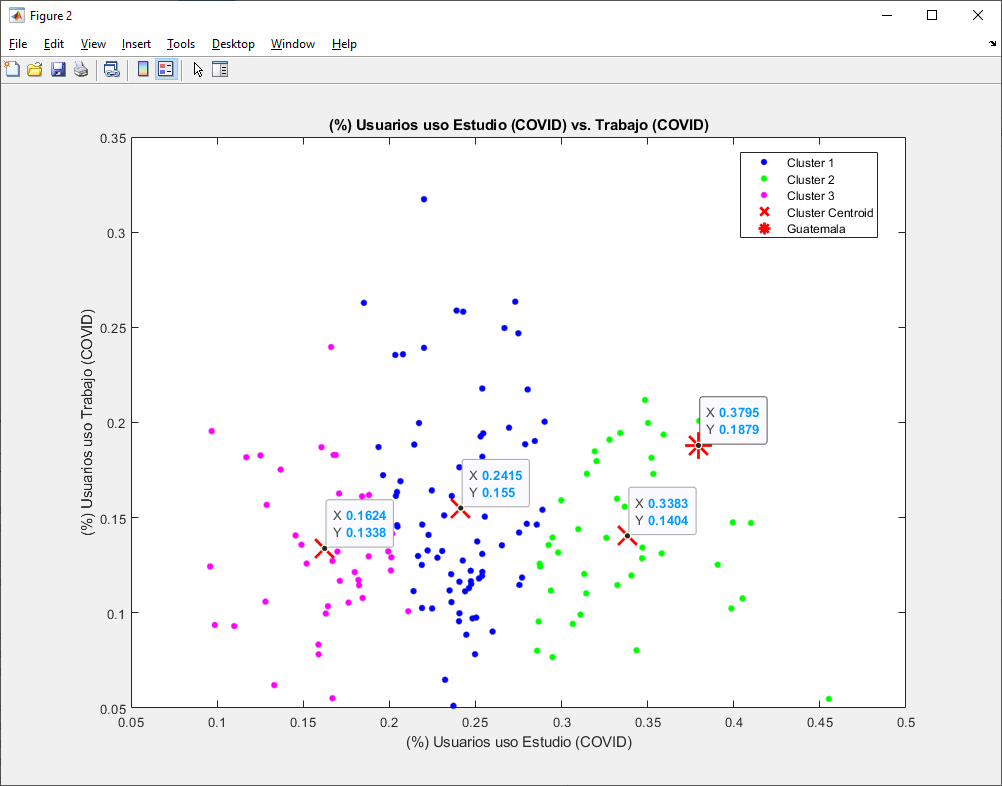 Figure 2
File Edit View Insert Tools Desktop Window Help
(%) Usuarios uso Estudio (COVID) vs. Trabajo (COVID)
0.35
0.3
0.25
0.2
0.15
0.1
0.05
(%) Usuarios uso Trabajo (COVID)
Cluster 1
Cluster 2
Cluster 3
Cluster Centroid
Guatemala
X 0.3795
Y 0.1879
X 0.2415
Y 0.155
X 0.3383
Y 0.1404
X 0.1624
Y 0.1338
0.05 0.1 0.15 0.2 0.25 0.3 0.35 0.4 0.45 0.5
(%) Usuarios uso Estudio (COVID)